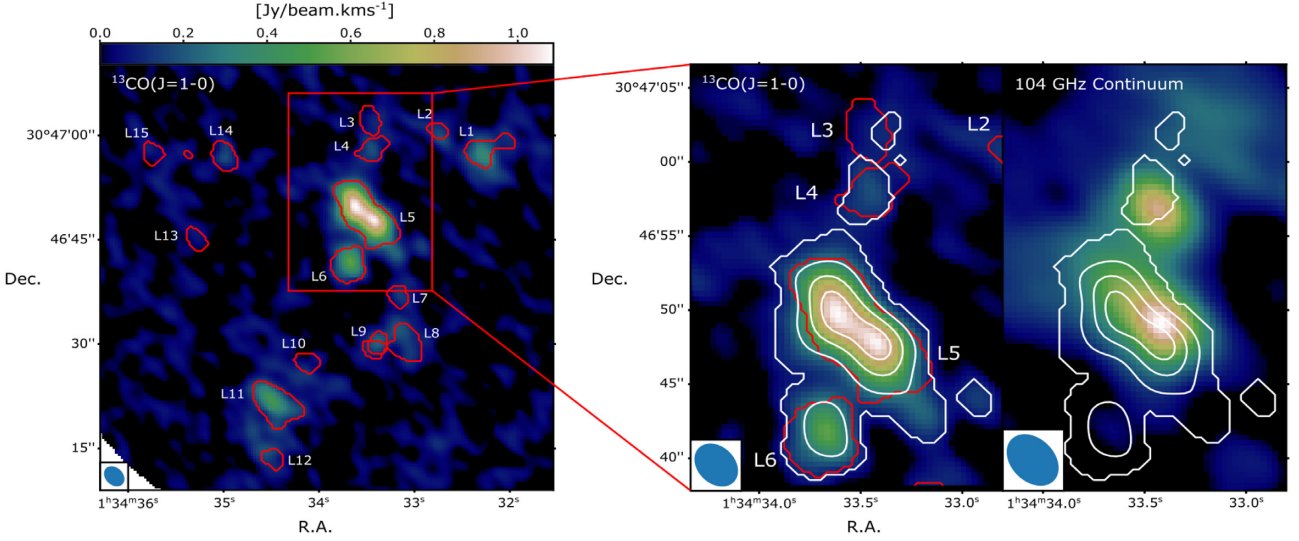 [Jy/beam.kms⁻¹]
0.0 0.2 0.4 0.6 0.8 1.0
¹³CO(J=1-0)
L15
L14
L3
L4
L2
L1
L5
L13
L6
L7
L9
L8
L10
L11
L12
30°47'00''
46'45''
30''
15''
Dec.
1ʰ34ᵐ36ˢ 35ˢ 34ˢ 33ˢ 32ˢ
R.A.
¹³CO(J=1-0)
L3
L2
L4
L5
L6
30°47'05''
00''
46'55''
50''
45''
40''
Dec.
1ʰ34ᵐ34.0ˢ 33.5ˢ 33.0ˢ
R.A.
104 GHz Continuum
1ʰ34ᵐ34.0ˢ 33.5ˢ 33.0ˢ